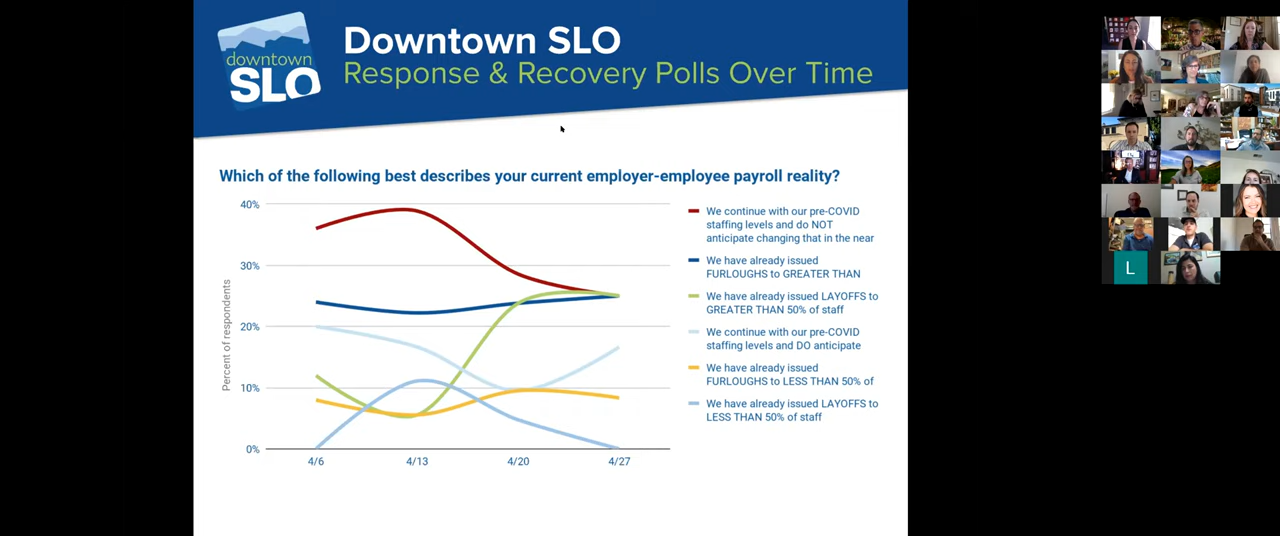 downtown
SLO
Downtown SLO
Response & Recovery Polls Over Time
Which of the following best describes your current employer-employee payroll reality?
40%
30%
20%
10%
0%
Percent of respondents
4/6
4/13
4/20
4/27
We continue with our pre-COVID
staffing levels and do NOT
anticipate changing that in the near
We have already issued
FURLOUGHS to GREATER THAN
We have already issued LAYOFFS to
GREATER THAN 50% of staff
We continue with our pre-COVID
staffing levels and DO anticipate
We have already issued
FURLOUGHS to LESS THAN 50% of
We have already issued LAYOFFS to
LESS THAN 50% of staff
L